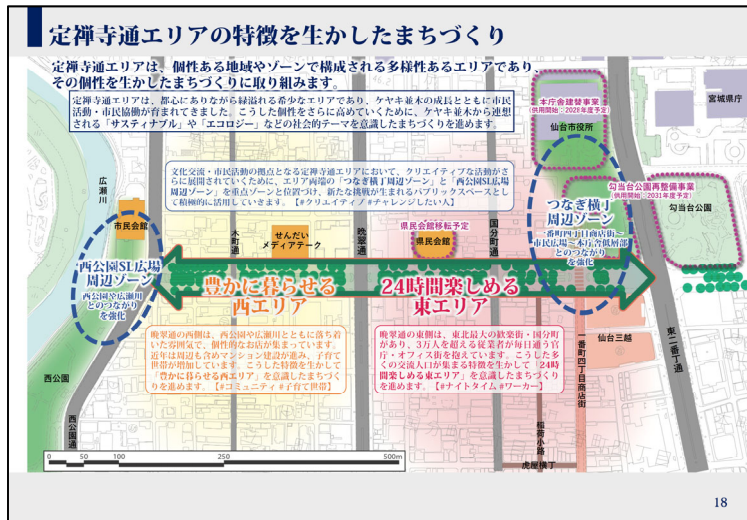 定禅寺通エリアの特徴を生かしたまちづくり
定禅寺通エリアは、個性ある地域やゾーンで構成される多様性あるエリアであり、
その個性を生かしたまちづくりに取り組みます。
定禅寺通エリアは、都心にありながら緑溢れる希少なエリアであり、ケヤキ並木の成長とともに市民
活動・市民協働が育まれてきました。こうした個性をさらに高めていくために、ケヤキ並木から連想
される「サスティナブル」や「エコロジー」などの社会的テーマを意識したまちづくりを進めます。
本庁舎建替事業
(供用開始:2028年度予定)
仙台市役所
宮城県庁
文化交流・市民活動の拠点となる定禅寺通エリアにおいて、クリエイティブな活動がさ
らに展開されていくために、エリア両端の「つなぎ横丁周辺ゾーン」と「西公園SL広場
周辺ゾーン」を重点ゾーンと位置づけ、新たな挑戦が生まれるパブリックスペースとし
て積極的に活用していきます。【#クリエイティブ #チャレンジしたい人】
勾当台公園再整備事業
(供用開始:2031年度予定)
勾当台公園
つなぎ横丁
周辺ゾーン
一番町四丁目商店街~
市民広場~本庁舎低層部
とのつながり
を強化
広瀬川
市民会館
木町通
せんだい
メディアテーク
晩翠通
県民会館移転予定
県民会館
国分町通
西公園SL広場
周辺ゾーン
西公園や広瀬川
とのつながり
を強化
豊かに暮らせる
西エリア
24時間楽しめる
東エリア
晩翠通の西側は、西公園や広瀬川とともに落ち着い
た雰囲気で、個性的なお店が集まっています。
近年は周辺も含めマンション建設が進み、子育て
世帯が増加しています。こうした特徴を生かし
て「豊かに暮らせる西エリア」を意識したまちづく
りを進めます。【#コミュニティ #子育て世帯】
晩翠通の東側は、東北最大の歓楽街・国分町
があり、3万人を超える従業者が毎日通う官
庁・オフィス街を抱えています。こうした多
くの交流人口が集まる特徴を生かして「24時
間楽しめる東エリア」を意識したまちづくり
を進めます。【#ナイトタイム #ワーカー】
仙台三越
東二番丁通
一番町四丁目商店街
稲荷小路
虎屋横丁
西公園
西公園通
0 50 100 250 500m
18